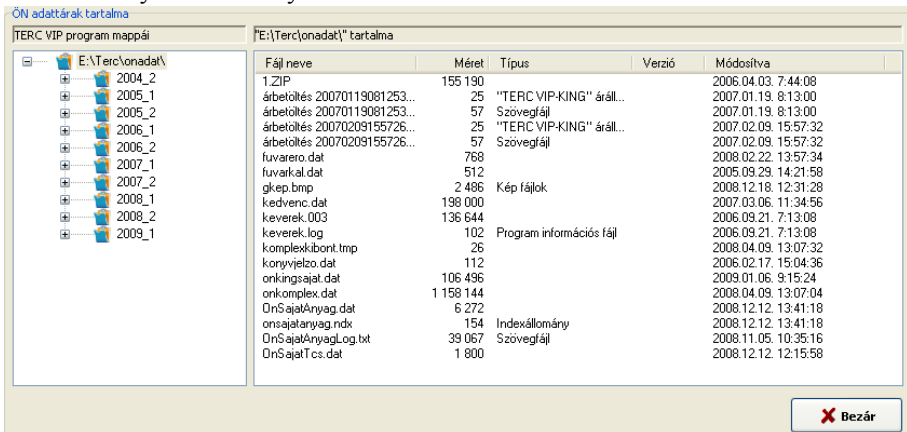 ÖN adattárak tartalma
TERC VIP program mappái
"E:\Terc\onadat\" tartalma
E:\Terc\onadat\
2004_2
2005_1
2005_2
2006_1
2006_2
2007_1
2007_2
2008_1
2008_2
2009_1
Fájl neve Méret Típus Verzió Módosítva
1.ZIP 155 190 2006.04.03. 7:44:08
árbetöltés 20070119081253... 25 "TERC VIP-KING" áráll... 2007.01.19. 8:13:00
árbetöltés 20070119081253... 57 Szövegfájl 2007.01.19. 8:13:00
árbetöltés 20070209155726... 25 "TERC VIP-KING" áráll... 2007.02.09. 15:57:32
árbetöltés 20070209155726... 57 Szövegfájl 2007.02.09. 15:57:32
fuvarero.dat 768 2008.02.22. 13:57:34
fuvarkal.dat 512 2005.09.29. 14:21:58
gkep.bmp 2 486 Kép fájlok 2008.12.18. 12:31:28
kedvenc.dat 198 000 2007.03.06. 11:34:56
keverek.003 136 644 2006.09.21. 7:13:08
keverek.log 102 Program információs fájl 2006.09.21. 7:13:08
komplexkibont.tmp 26 2008.04.09. 13:07:32
konyvjelzo.dat 112 2006.02.17. 15:04:36
onkingsajat.dat 106 496 2009.01.06. 9:15:24
onkomplex.dat 1 158 144 2008.04.09. 13:07:04
OnSajatAnyag.dat 6 272 2008.12.12. 13:41:18
onsajatanyag.ndx 154 Indexállomány 2008.12.12. 13:41:18
OnSajatAnyagLog.txt 39 067 Szövegfájl 2008.11.05. 10:35:16
OnSajatTcs.dat 1 800 2008.12.12. 12:15:58
Bezár